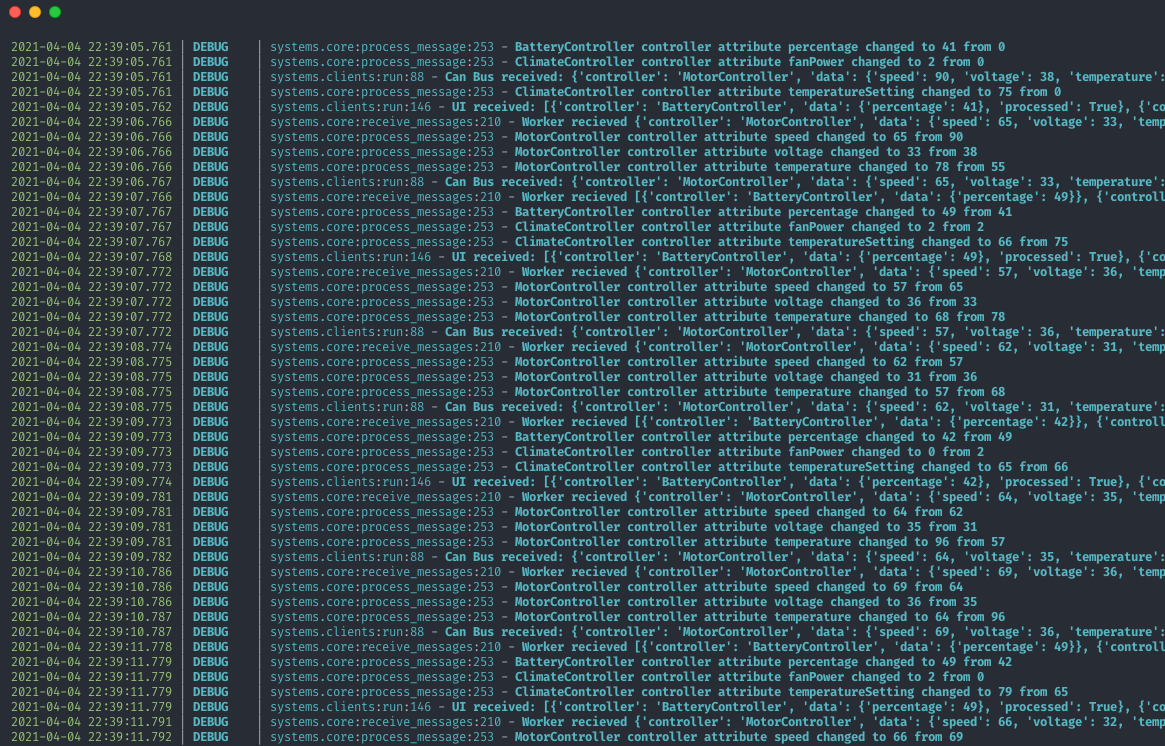 2021-04-04 22:39:05.761 | DEBUG | systems.core:process_message:253 - BatteryController controller attribute percentage changed to 41 from 0
2021-04-04 22:39:05.761 | DEBUG | systems.core:process_message:253 - ClimateController controller attribute fanPower changed to 2 from 0
2021-04-04 22:39:05.761 | DEBUG | systems.clients:run:88 - Can Bus received: {'controller': 'MotorController', 'data': {'speed': 90, 'voltage': 38, 'temperature':
2021-04-04 22:39:05.761 | DEBUG | systems.core:process_message:253 - ClimateController controller attribute temperatureSetting changed to 75 from 0
2021-04-04 22:39:05.762 | DEBUG | systems.clients:run:146 - UI received: [{'controller': 'BatteryController', 'data': {'percentage': 41}, 'processed': True}, {'co
2021-04-04 22:39:06.766 | DEBUG | systems.core:receive_messages:210 - Worker recieved {'controller': 'MotorController', 'data': {'speed': 65, 'voltage': 33, 'temp
2021-04-04 22:39:06.766 | DEBUG | systems.core:process_message:253 - MotorController controller attribute speed changed to 65 from 90
2021-04-04 22:39:06.766 | DEBUG | systems.core:process_message:253 - MotorController controller attribute voltage changed to 33 from 38
2021-04-04 22:39:06.766 | DEBUG | systems.core:process_message:253 - MotorController controller attribute temperature changed to 78 from 55
2021-04-04 22:39:06.767 | DEBUG | systems.clients:run:88 - Can Bus received: {'controller': 'MotorController', 'data': {'speed': 65, 'voltage': 33, 'temperature':
2021-04-04 22:39:07.766 | DEBUG | systems.core:receive_messages:210 - Worker recieved [{'controller': 'BatteryController', 'data': {'percentage': 49}}, {'controll
2021-04-04 22:39:07.767 | DEBUG | systems.core:process_message:253 - BatteryController controller attribute percentage changed to 49 from 41
2021-04-04 22:39:07.767 | DEBUG | systems.core:process_message:253 - ClimateController controller attribute fanPower changed to 2 from 2
2021-04-04 22:39:07.767 | DEBUG | systems.core:process_message:253 - ClimateController controller attribute temperatureSetting changed to 66 from 75
2021-04-04 22:39:07.768 | DEBUG | systems.clients:run:146 - UI received: [{'controller': 'BatteryController', 'data': {'percentage': 49}, 'processed': True}, {'co
2021-04-04 22:39:07.772 | DEBUG | systems.core:receive_messages:210 - Worker recieved {'controller': 'MotorController', 'data': {'speed': 57, 'voltage': 36, 'temp
2021-04-04 22:39:07.772 | DEBUG | systems.core:process_message:253 - MotorController controller attribute speed changed to 57 from 65
2021-04-04 22:39:07.772 | DEBUG | systems.core:process_message:253 - MotorController controller attribute voltage changed to 36 from 33
2021-04-04 22:39:07.772 | DEBUG | systems.core:process_message:253 - MotorController controller attribute temperature changed to 68 from 78
2021-04-04 22:39:07.772 | DEBUG | systems.clients:run:88 - Can Bus received: {'controller': 'MotorController', 'data': {'speed': 57, 'voltage': 36, 'temperature':
2021-04-04 22:39:08.774 | DEBUG | systems.core:receive_messages:210 - Worker recieved {'controller': 'MotorController', 'data': {'speed': 62, 'voltage': 31, 'temp
2021-04-04 22:39:08.775 | DEBUG | systems.core:process_message:253 - MotorController controller attribute speed changed to 62 from 57
2021-04-04 22:39:08.775 | DEBUG | systems.core:process_message:253 - MotorController controller attribute voltage changed to 31 from 36
2021-04-04 22:39:08.775 | DEBUG | systems.core:process_message:253 - MotorController controller attribute temperature changed to 57 from 68
2021-04-04 22:39:08.775 | DEBUG | systems.clients:run:88 - Can Bus received: {'controller': 'MotorController', 'data': {'speed': 62, 'voltage': 31, 'temperature':
2021-04-04 22:39:09.773 | DEBUG | systems.core:receive_messages:210 - Worker recieved [{'controller': 'BatteryController', 'data': {'percentage': 42}}, {'controll
2021-04-04 22:39:09.773 | DEBUG | systems.core:process_message:253 - BatteryController controller attribute percentage changed to 42 from 49
2021-04-04 22:39:09.773 | DEBUG | systems.core:process_message:253 - ClimateController controller attribute fanPower changed to 0 from 2
2021-04-04 22:39:09.773 | DEBUG | systems.core:process_message:253 - ClimateController controller attribute temperatureSetting changed to 65 from 66
2021-04-04 22:39:09.774 | DEBUG | systems.clients:run:146 - UI received: [{'controller': 'BatteryController', 'data': {'percentage': 42}, 'processed': True}, {'co
2021-04-04 22:39:09.781 | DEBUG | systems.core:receive_messages:210 - Worker recieved {'controller': 'MotorController', 'data': {'speed': 64, 'voltage': 35, 'temp
2021-04-04 22:39:09.781 | DEBUG | systems.core:process_message:253 - MotorController controller attribute speed changed to 64 from 62
2021-04-04 22:39:09.781 | DEBUG | systems.core:process_message:253 - MotorController controller attribute voltage changed to 35 from 31
2021-04-04 22:39:09.781 | DEBUG | systems.core:process_message:253 - MotorController controller attribute temperature changed to 96 from 57
2021-04-04 22:39:09.782 | DEBUG | systems.clients:run:88 - Can Bus received: {'controller': 'MotorController', 'data': {'speed': 64, 'voltage': 35, 'temperature':
2021-04-04 22:39:10.786 | DEBUG | systems.core:receive_messages:210 - Worker recieved {'controller': 'MotorController', 'data': {'speed': 69, 'voltage': 36, 'temp
2021-04-04 22:39:10.786 | DEBUG | systems.core:process_message:253 - MotorController controller attribute speed changed to 69 from 64
2021-04-04 22:39:10.786 | DEBUG | systems.core:process_message:253 - MotorController controller attribute voltage changed to 36 from 35
2021-04-04 22:39:10.787 | DEBUG | systems.core:process_message:253 - MotorController controller attribute temperature changed to 64 from 96
2021-04-04 22:39:10.787 | DEBUG | systems.clients:run:88 - Can Bus received: {'controller': 'MotorController', 'data': {'speed': 69, 'voltage': 36, 'temperature':
2021-04-04 22:39:11.778 | DEBUG | systems.core:receive_messages:210 - Worker recieved [{'controller': 'BatteryController', 'data': {'percentage': 49}}, {'controll
2021-04-04 22:39:11.779 | DEBUG | systems.core:process_message:253 - BatteryController controller attribute percentage changed to 49 from 42
2021-04-04 22:39:11.779 | DEBUG | systems.core:process_message:253 - ClimateController controller attribute fanPower changed to 2 from 0
2021-04-04 22:39:11.779 | DEBUG | systems.core:process_message:253 - ClimateController controller attribute temperatureSetting changed to 79 from 65
2021-04-04 22:39:11.779 | DEBUG | systems.clients:run:146 - UI received: [{'controller': 'BatteryController', 'data': {'percentage': 49}, 'processed': True}, {'co
2021-04-04 22:39:11.791 | DEBUG | systems.core:receive_messages:210 - Worker recieved {'controller': 'MotorController', 'data': {'speed': 66, 'voltage': 32, 'temp
2021-04-04 22:39:11.792 | DEBUG | systems.core:process_message:253 - MotorController controller attribute speed changed to 66 from 69